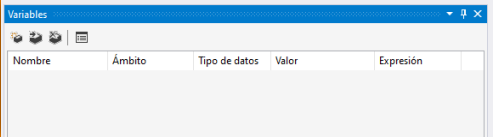 Variables
Nombre Ámbito Tipo de datos Valor Expresión